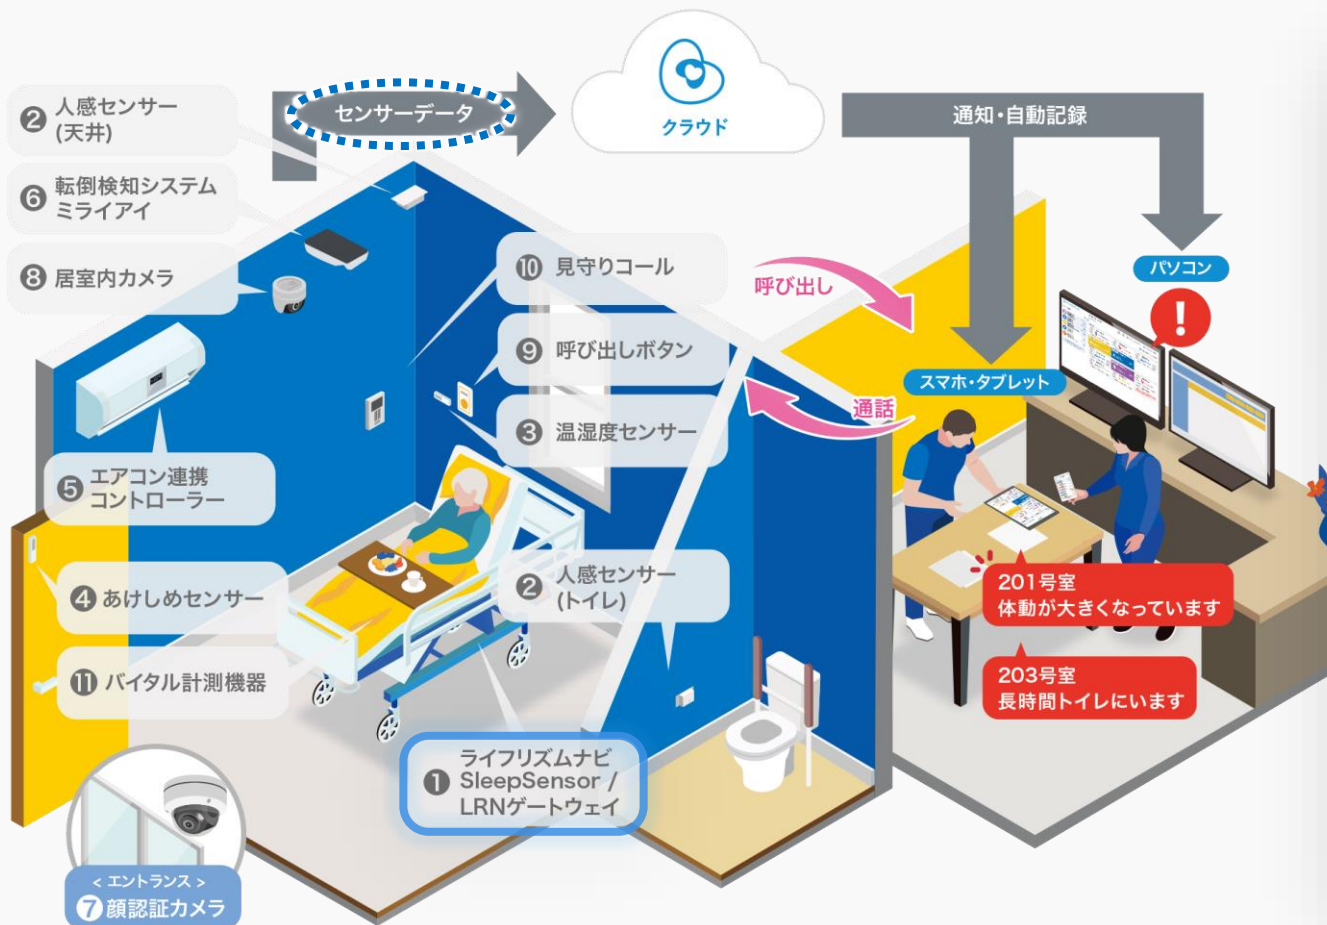 センサーデータ
クラウド
通知・自動記録
❷ 人感センサー
(天井)
❻ 転倒検知システム
ミライアイ
❽ 居室内カメラ
❿ 見守りコール
呼び出し
パソコン
!
❾ 呼び出しボタン
スマホ・タブレット
通話
❸ 温湿度センサー
❺ エアコン連携
コントローラー
❹ あけしめセンサー
❷ 人感センサー
(トイレ)
201号室
体動が大きくなっています
⓫ バイタル計測機器
203号室
長時間トイレにいます
❶ ライフリズムナビ
SleepSensor /
LRNゲートウェイ
< エントランス >
❼ 顔認証カメラ